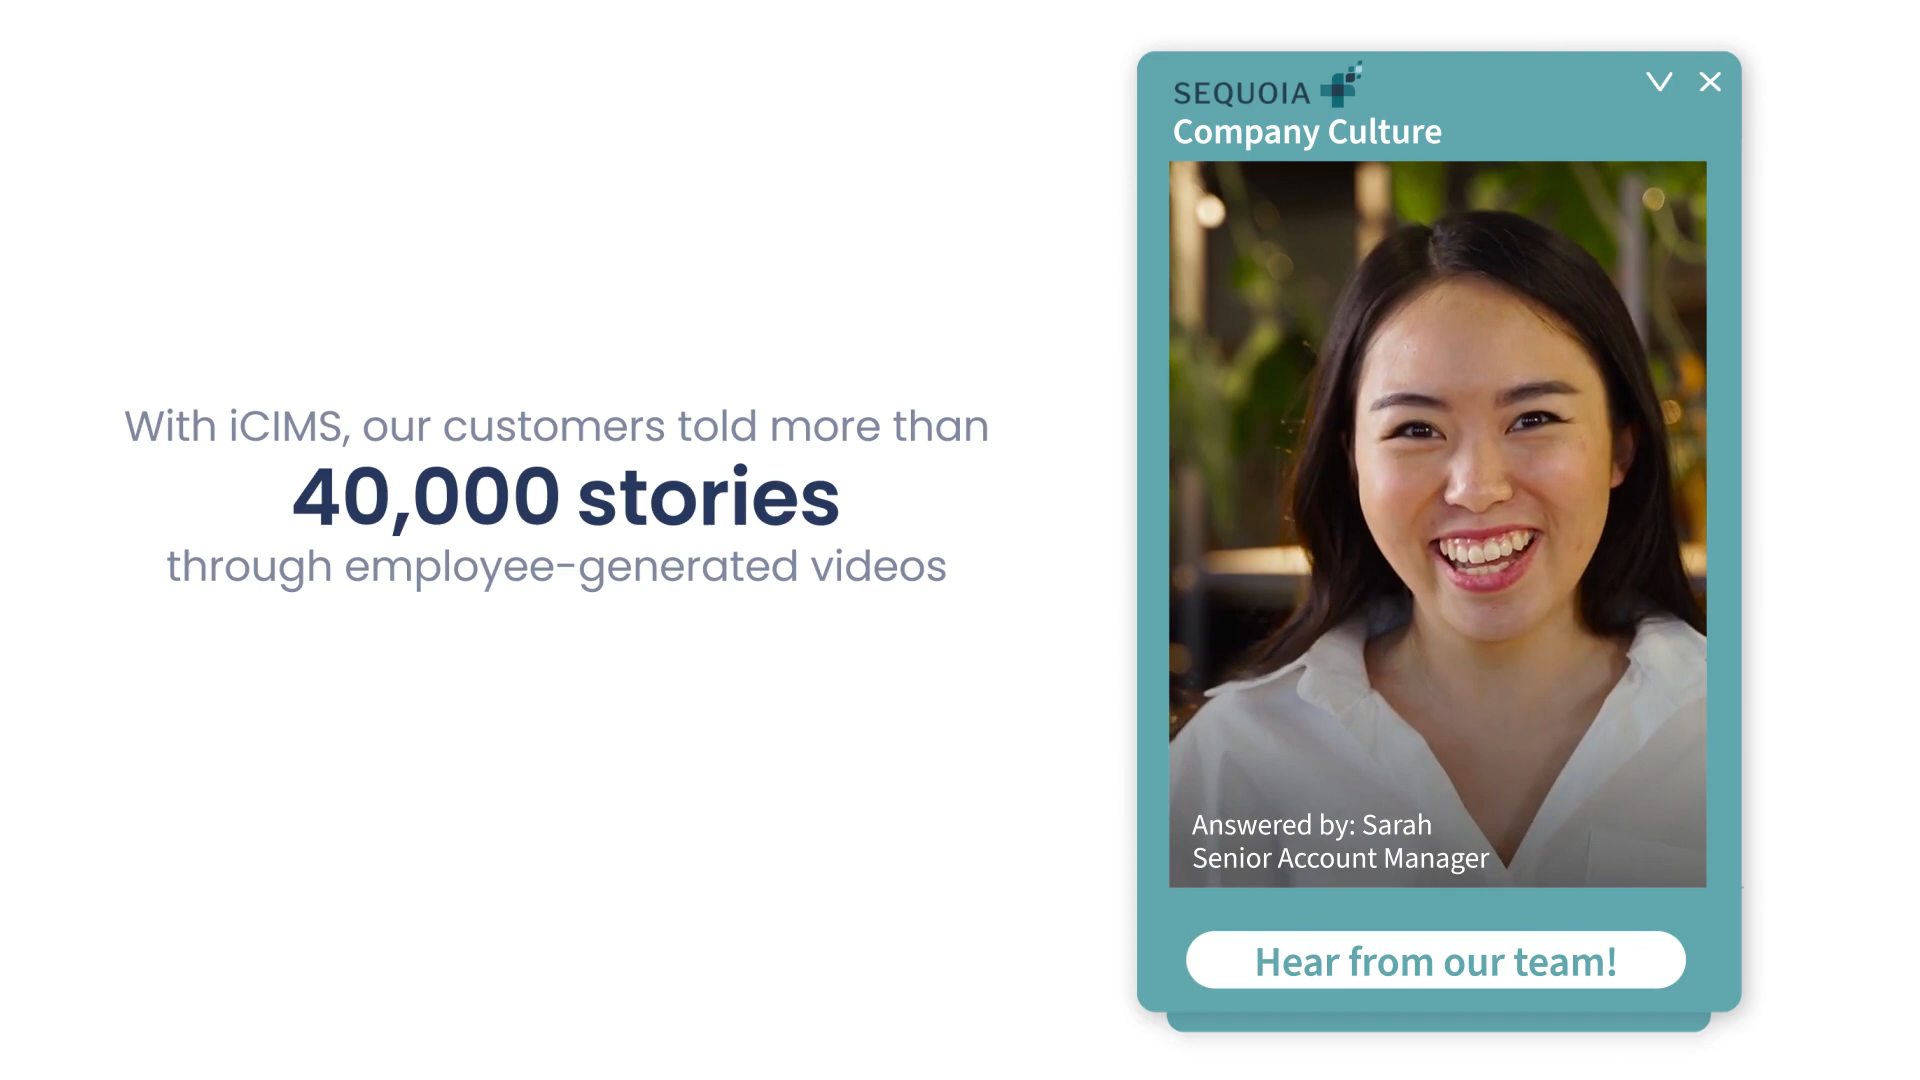 With iCIMS, our customers told more than
40,000 stories
through employee-generated videos
SEQUOIA
Company Culture
Answered by: Sarah
Senior Account Manager
Hear from our team!